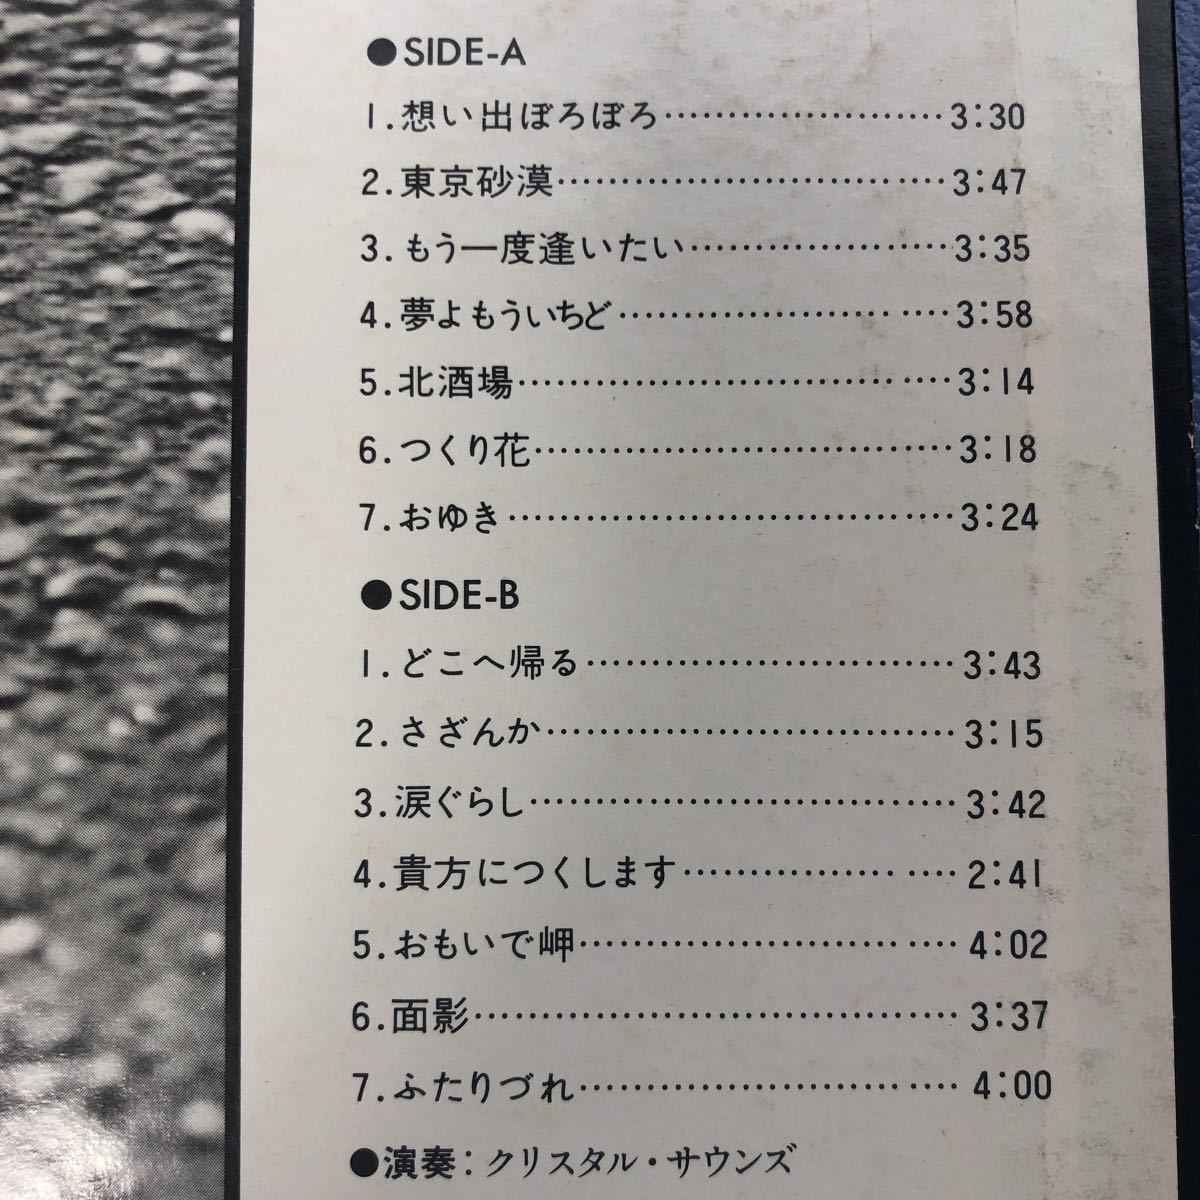 ●SIDE-A
1.想い出ぼろぼろ……………………3:30
2.東京砂漠……………………………3:47
3.もう一度逢いたい…………………3:35
4.夢よもういちど……………………3:58
5.北酒場………………………………3:14
6.つくり花……………………………3:18
7.おゆき………………………………3:24
●SIDE-B
1.どこへ帰る…………………………3:43
2.さざんか……………………………3:15
3.涙ぐらし……………………………3:42
4.貴方につくします…………………2:41
5.おもいで岬…………………………4:02
6.面影…………………………………3:37
7.ふたりづれ…………………………4:00
●演奏：クリスタル・サウンズ